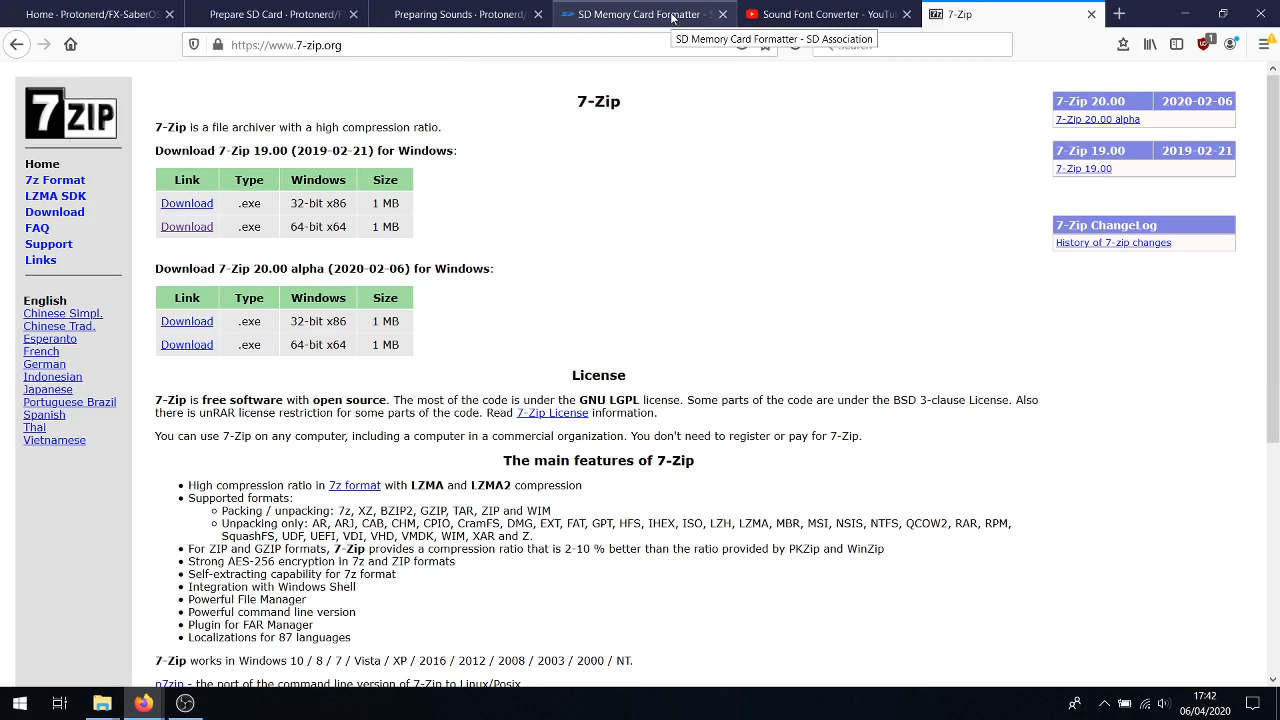 Home · Protonerd/FX-SaberOS
Prepare SD Card · Protonerd/F
Preparing Sounds · Protonerd/
SD Memory Card Formatter - S
Sound Font Converter - YouTu
7-Zip
https://www.7-zip.org
Search
1
SD Memory Card Formatter - SD Association
7ZIP
Home
7z Format
LZMA SDK
Download
FAQ
Support
Links
English
Chinese Simpl.
Chinese Trad.
Esperanto
French
German
Indonesian
Japanese
Portuguese Brazil
Spanish
Thai
Vietnamese
7-Zip
7-Zip is a file archiver with a high compression ratio.
Download 7-Zip 19.00 (2019-02-21) for Windows:
Link Type Windows Size
Download .exe 32-bit x86 1 MB
Download .exe 64-bit x64 1 MB
Download 7-Zip 20.00 alpha (2020-02-06) for Windows:
Link Type Windows Size
Download .exe 32-bit x86 1 MB
Download .exe 64-bit x64 1 MB
License
7-Zip is free software with open source. The most of the code is under the GNU LGPL license. Some parts of the code are under the BSD 3-clause License. Also
there is unRAR license restriction for some parts of the code. Read 7-Zip License information.
You can use 7-Zip on any computer, including a computer in a commercial organization. You don't need to register or pay for 7-Zip.
The main features of 7-Zip
High compression ratio in 7z format with LZMA and LZMA2 compression
Supported formats:
Packing / unpacking: 7z, XZ, BZIP2, GZIP, TAR, ZIP and WIM
Unpacking only: AR, ARJ, CAB, CHM, CPIO, CramFS, DMG, EXT, FAT, GPT, HFS, IHEX, ISO, LZH, LZMA, MBR, MSI, NSIS, NTFS, QCOW2, RAR, RPM,
SquashFS, UDF, UEFI, VDI, VHD, VMDK, WIM, XAR and Z.
For ZIP and GZIP formats, 7-Zip provides a compression ratio that is 2-10 % better than the ratio provided by PKZip and WinZip
Strong AES-256 encryption in 7z and ZIP formats
Self-extracting capability for 7z format
Integration with Windows Shell
Powerful File Manager
Powerful command line version
Plugin for FAR Manager
Localizations for 87 languages
7-Zip works in Windows 10 / 8 / 7 / Vista / XP / 2016 / 2012 / 2008 / 2003 / 2000 / NT.
p7zip - the port of the command line version of 7-Zip to Linux/Posix.
7-Zip 20.00 2020-02-06
7-Zip 20.00 alpha
7-Zip 19.00 2019-02-21
7-Zip 19.00
7-Zip ChangeLog
History of 7-zip changes
17:42
06/04/2020